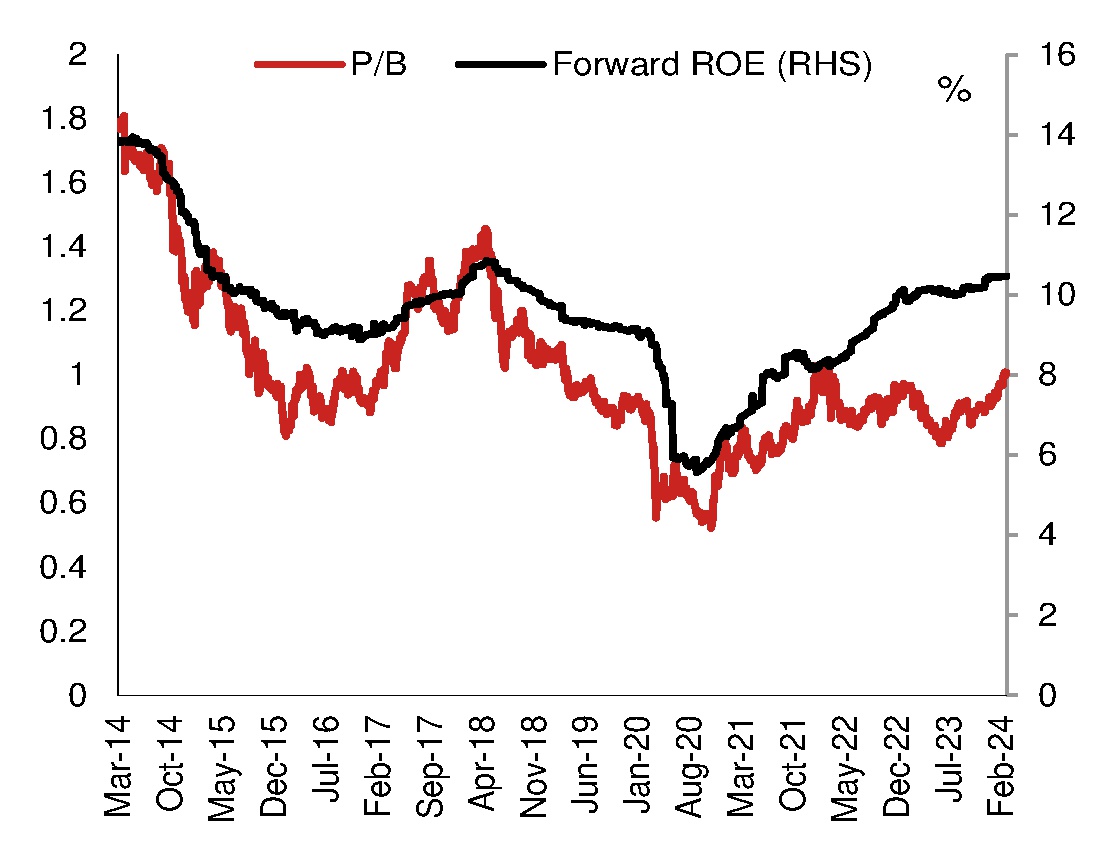 P/B
Forward ROE (RHS)
%
2
1.8
1.6
1.4
1.2
1
0.8
0.6
0.4
0.2
0
16
14
12
10
8
6
4
2
0
Mar-14
Oct-14
May-15
Dec-15
Jul-16
Feb-17
Sep-17
Apr-18
Nov-18
Jun-19
Jan-20
Aug-20
Mar-21
Oct-21
May-22
Dec-22
Jul-23
Feb-24